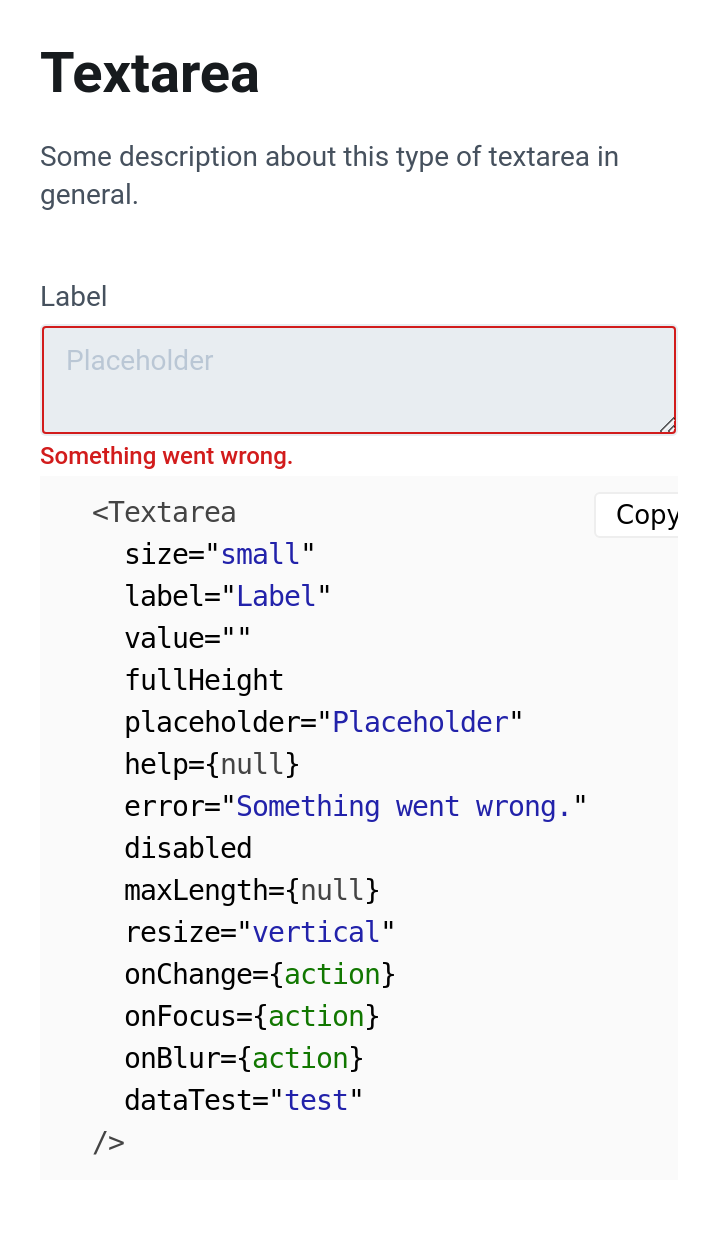 Textarea
Some description about this type of textarea in
general.
Label
Placeholder
Something went wrong.
<Textarea
Copy
size="small"
label="Label"
value=""
fullHeight
placeholder="Placeholder"
help={null}
error="Something went wrong."
disabled
maxLength={null}
resize="vertical"
onChange={action}
onFocus={action}
onBlur={action}
dataTest="test"
/>